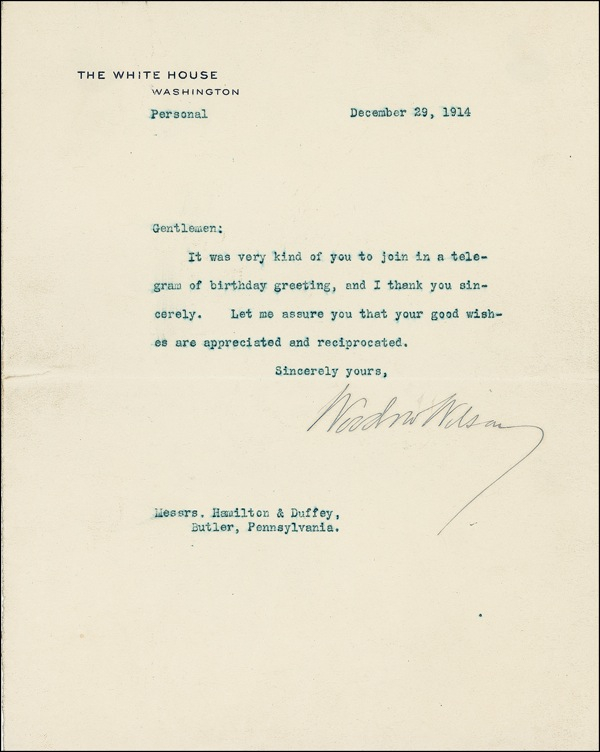 THE WHITE HOUSE
WASHINGTON
Personal December 29, 1914
Gentlemen:
It was very kind of you to join in a tele-
gram of birthday greeting, and I thank you sin-
cerely. Let me assure you that your good wish-
es are appreciated and reciprocated.
Sincerely yours,
Woodrow Wilson
Messrs. Hamilton & Duffey,
Butler, Pennsylvania.